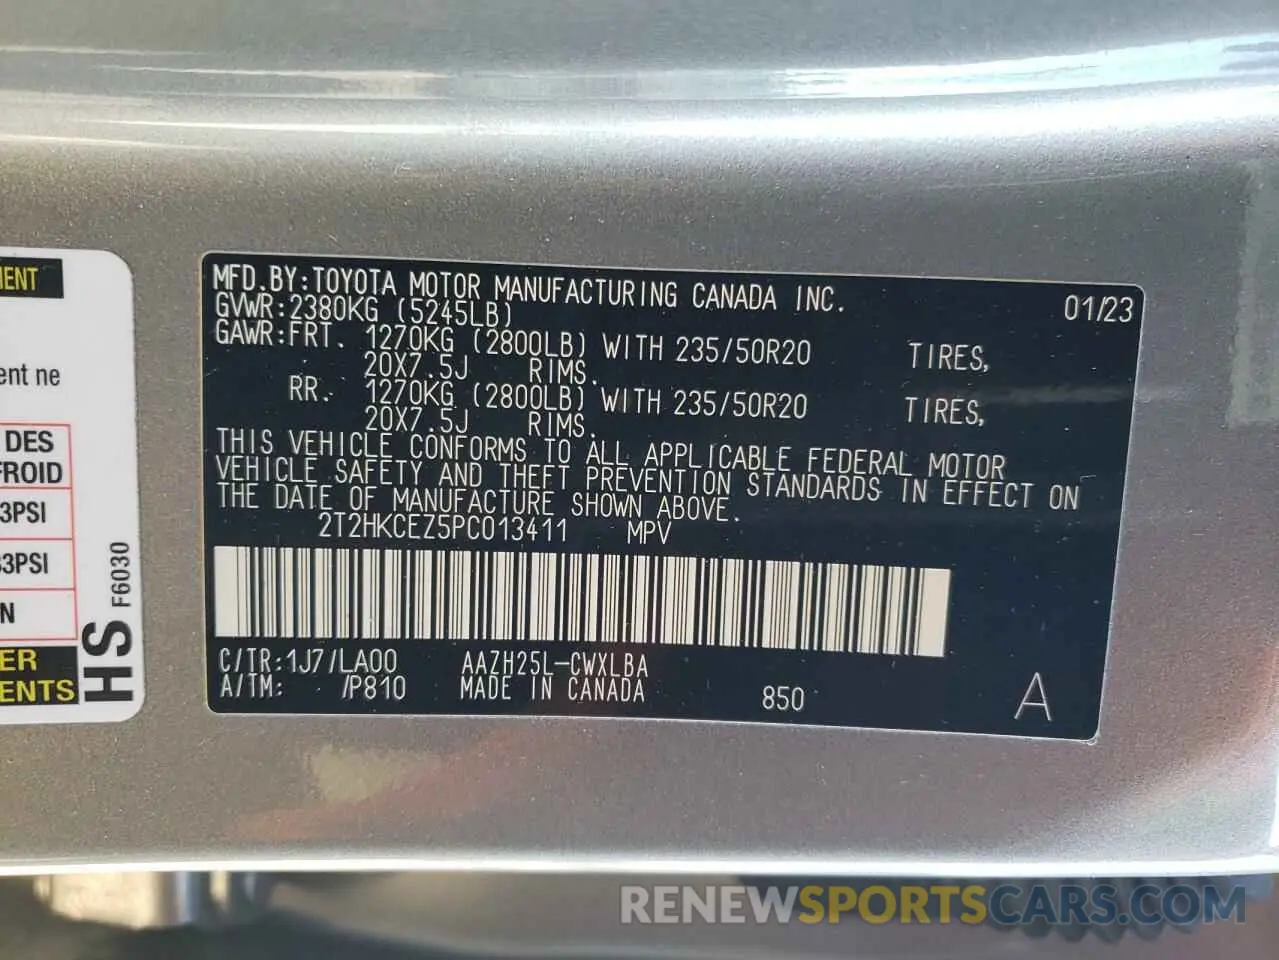 MENT
ent ne
DES
FROID
3PSI
33PSI
N
ER
ENTS
HS F6030
MFD.BY:TOYOTA MOTOR MANUFACTURING CANADA INC. 01/23
GVWR:2380KG (5245LB)
GAWR:FRT. 1270KG (2800LB) WITH 235/50R20 TIRES,
20X7.5J RIMS.
RR. 1270KG (2800LB) WITH 235/50R20 TIRES,
20X7.5J RIMS.
THIS VEHICLE CONFORMS TO ALL APPLICABLE FEDERAL MOTOR
VEHICLE SAFETY AND THEFT PREVENTION STANDARDS IN EFFECT ON
THE DATE OF MANUFACTURE SHOWN ABOVE.
2T2HKCEZ5PC013411 MPV
C/TR:1J7/LA00 AAZH25L-CWXLBA
A/TM: /P810 MADE IN CANADA 850 A
RENEWSPORTSCARS.COM